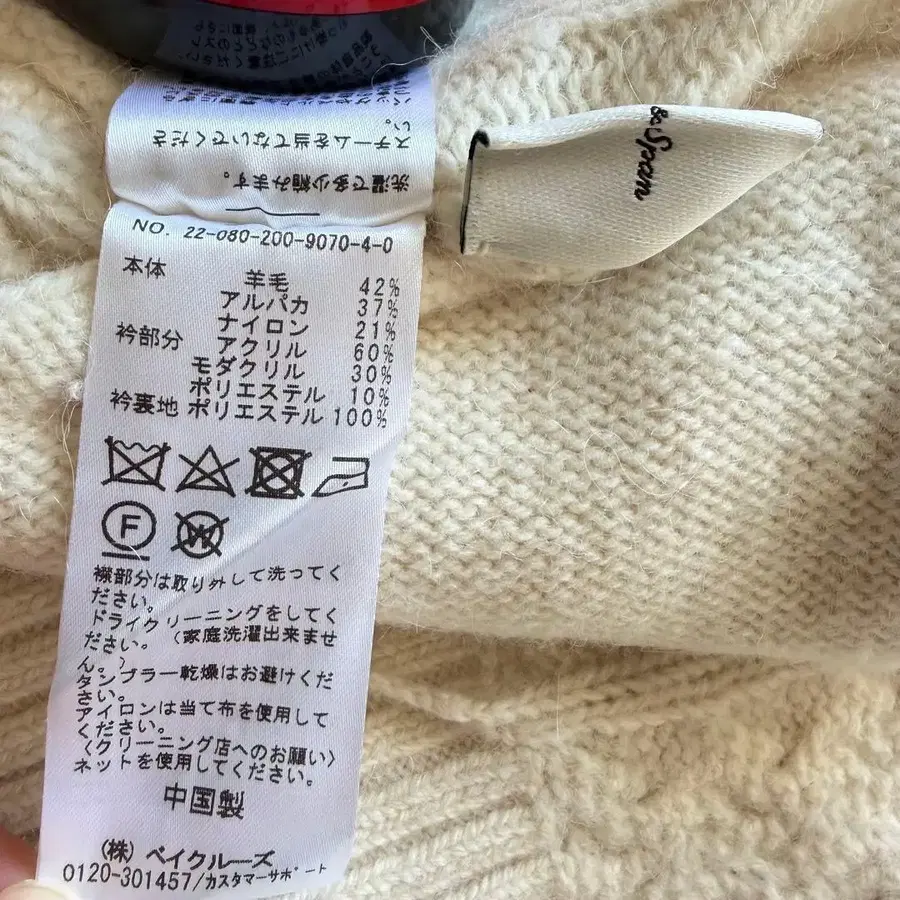 スチームを当てないでくださ
い。
洗濯で多少縮みます。
& Span
NO. 22-080-200-9070-4-0
本体 羊毛 42%
アルパカ 37%
ナイロン 21%
衿部分 アクリル 60%
モダクリル 30%
ポリエステル 10%
衿裏地 ポリエステル 100%
F
W
襟部分は取り外して洗ってく
ださい。
ドライクリーニングをしてく
ださい。(家庭洗濯出来ませ
ん。)
タンブラー乾燥はお避けくだ
さい。
アイロンは当て布を使用して
ください。
〈クリーニング店へのお願い〉
ネットを使用してください。
中国製
(株) ベイクルーズ
0120-301457/カスタマーサポート